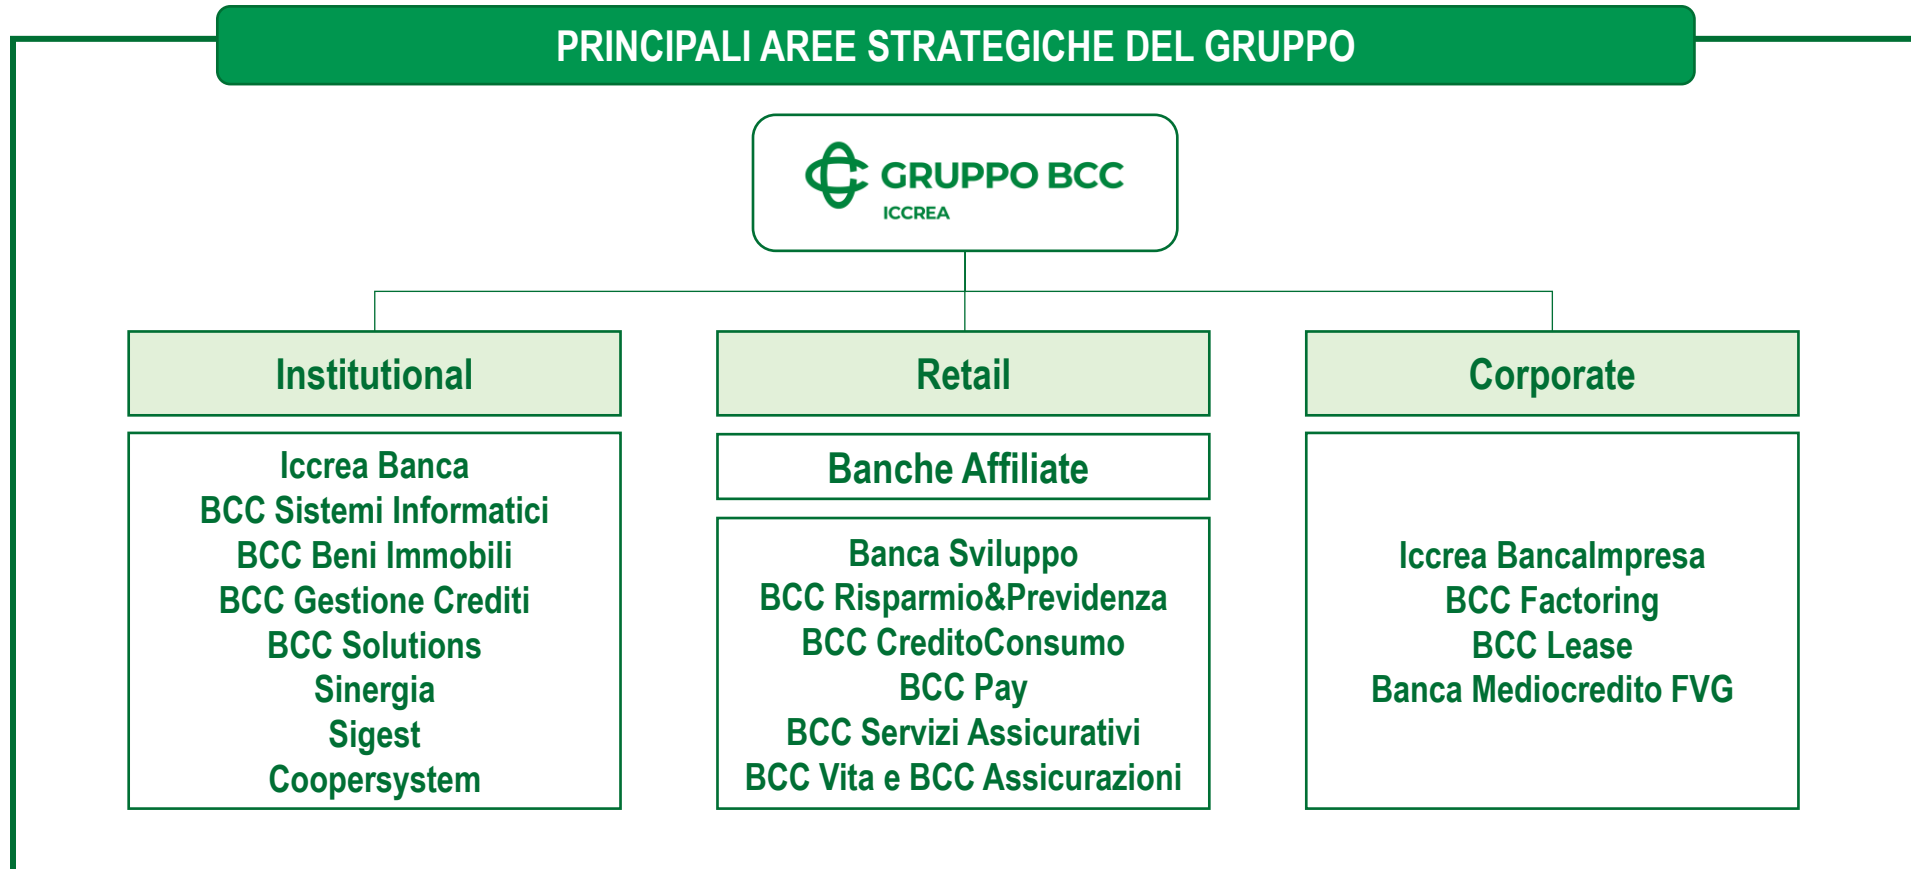 PRINCIPALI AREE STRATEGICHE DEL GRUPPO
GRUPPO BCC
ICCREA
Institutional
Iccrea Banca
BCC Sistemi Informatici
BCC Beni Immobili
BCC Gestione Crediti
BCC Solutions
Sinergia
Sigest
Coopersystem
Retail
Banche Affiliate
Banca Sviluppo
BCC Risparmio&Previdenza
BCC CreditoConsumo
BCC Pay
BCC Servizi Assicurativi
BCC Vita e BCC Assicurazioni
Corporate
Iccrea BancaImpresa
BCC Factoring
BCC Lease
Banca Mediocredito FVG